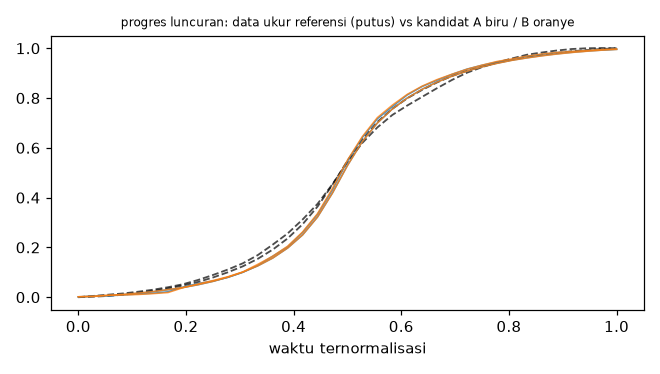 progres luncuran: data ukur referensi (putus) vs kandidat A biru / B oranye
1.0
0.8
0.6
0.4
0.2
0.0
0.0 0.2 0.4 0.6 0.8 1.0
waktu ternormalisasi